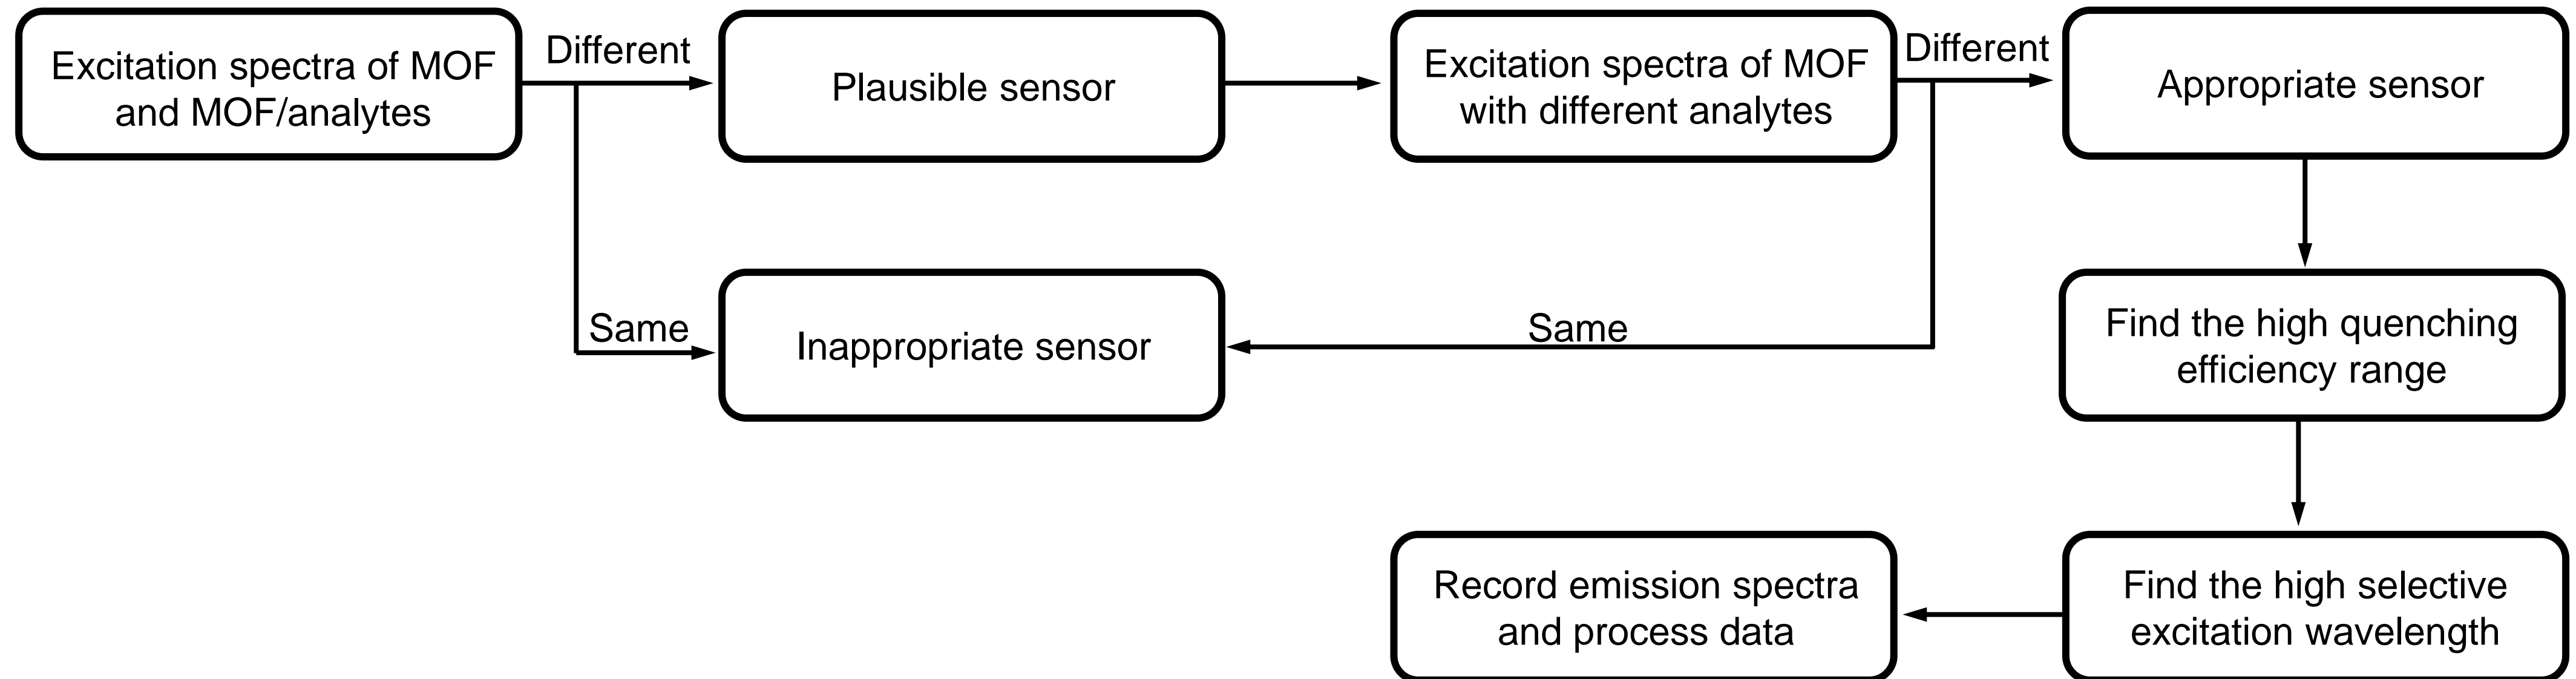 Excitation spectra of MOF
and MOF/analytes
Different
Plausible sensor
Excitation spectra of MOF
with different analytes
Different
Appropriate sensor
Same
Inappropriate sensor
Same
Find the high quenching
efficiency range
Record emission spectra
and process data
Find the high selective
excitation wavelength